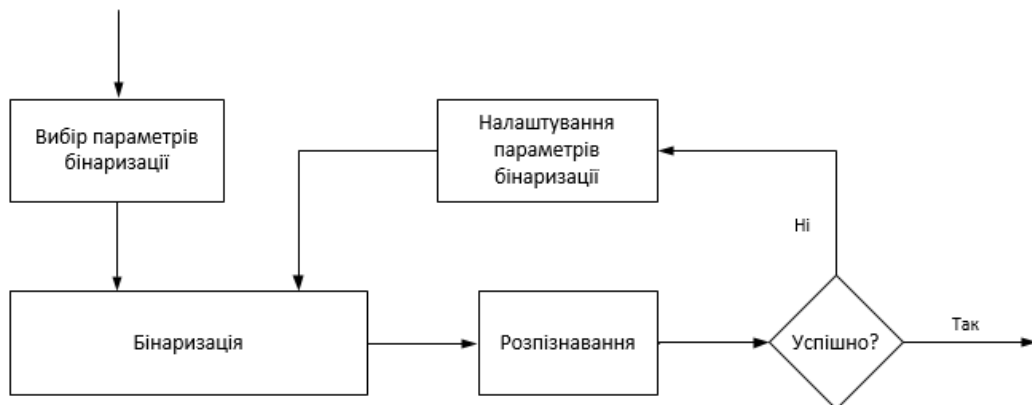 Вибір параметрів
бінаризації
Налаштування
параметрів
бінаризації
Ні
Бінаризація
Розпізнавання
Успішно?
Так